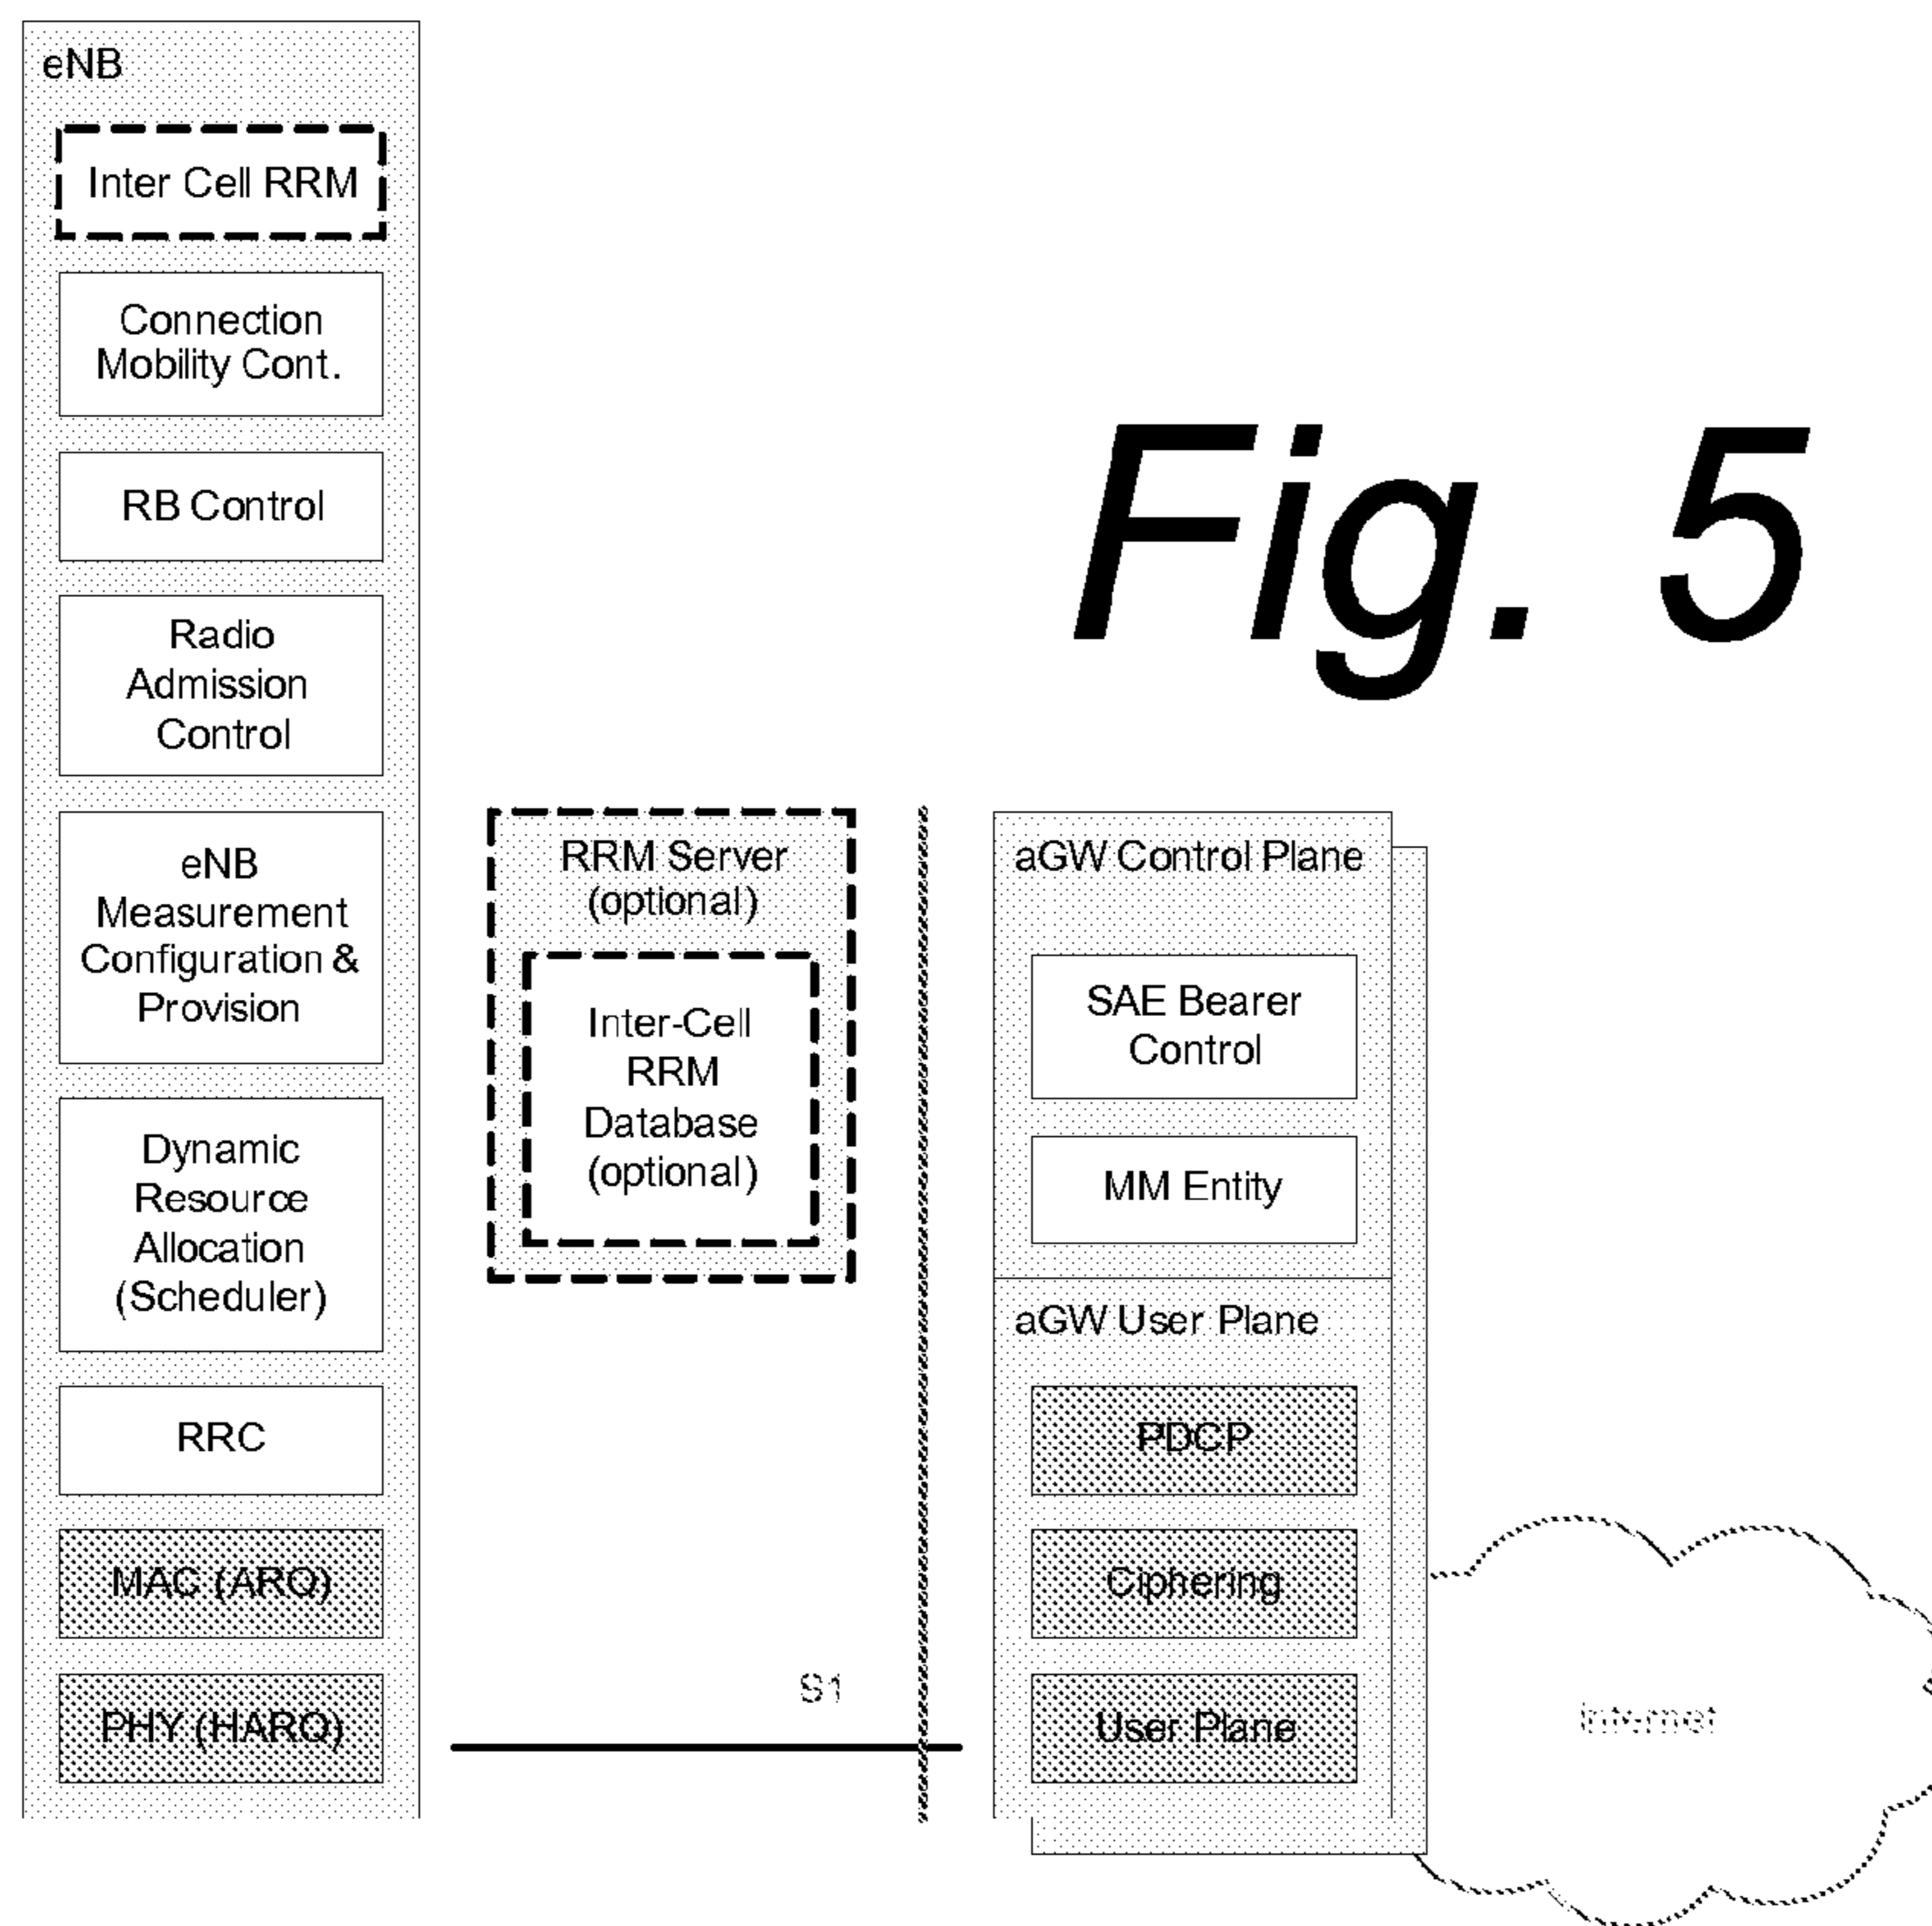 eNB
Inter Cell RRM
Connection
Mobility Cont.
RB Control
Radio
Admission
Control
eNB
Measurement
Configuration &
Provision
Dynamic
Resource
Allocation
(Scheduler)
RRC
MAC (ARQ)
PHY (HARQ)
Fig. 5
RRM Server
(optional)
Inter-Cell
RRM
Database
(optional)
S1
aGW Control Plane
SAE Bearer
Control
MM Entity
aGW User Plane
PDCP
Ciphering
User Plane
Internet